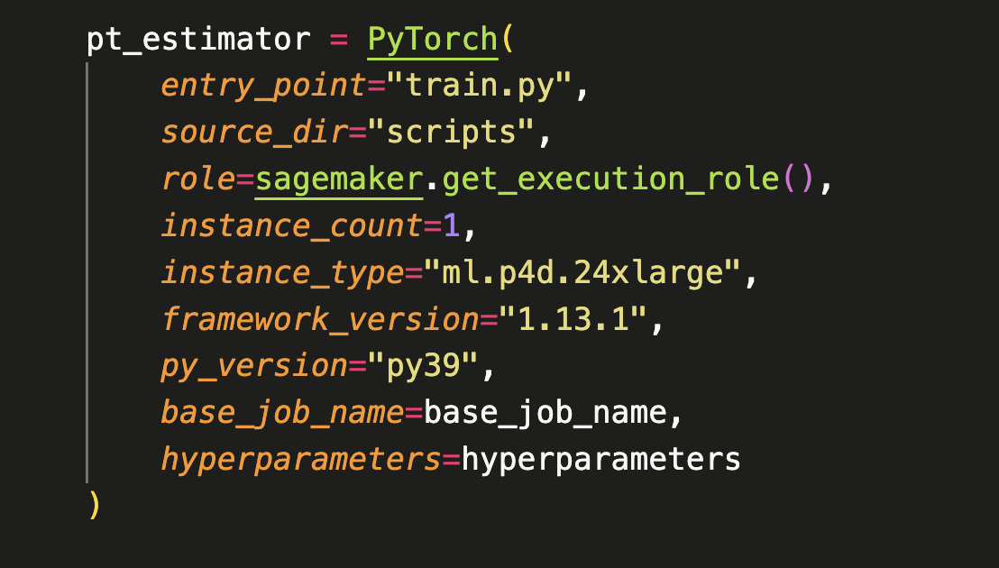 pt_estimator = PyTorch(
    entry_point="train.py",
    source_dir="scripts",
    role=sagemaker.get_execution_role(),
    instance_count=1,
    instance_type="ml.p4d.24xlarge",
    framework_version="1.13.1",
    py_version="py39",
    base_job_name=base_job_name,
    hyperparameters=hyperparameters
)